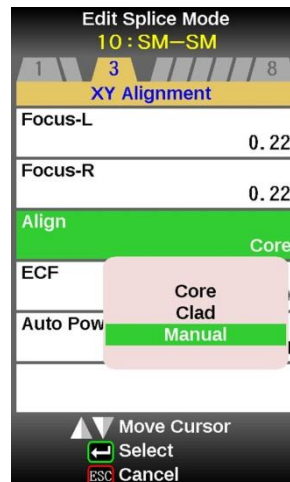 Edit Splice Mode
10:SM-SM
1 3 8
XY Alignment
Focus-L
0.22
Focus-R
0.22
Align
Core
ECF
Core
Clad
Auto Pow
Manual
Move Cursor
Select
ESC Cancel